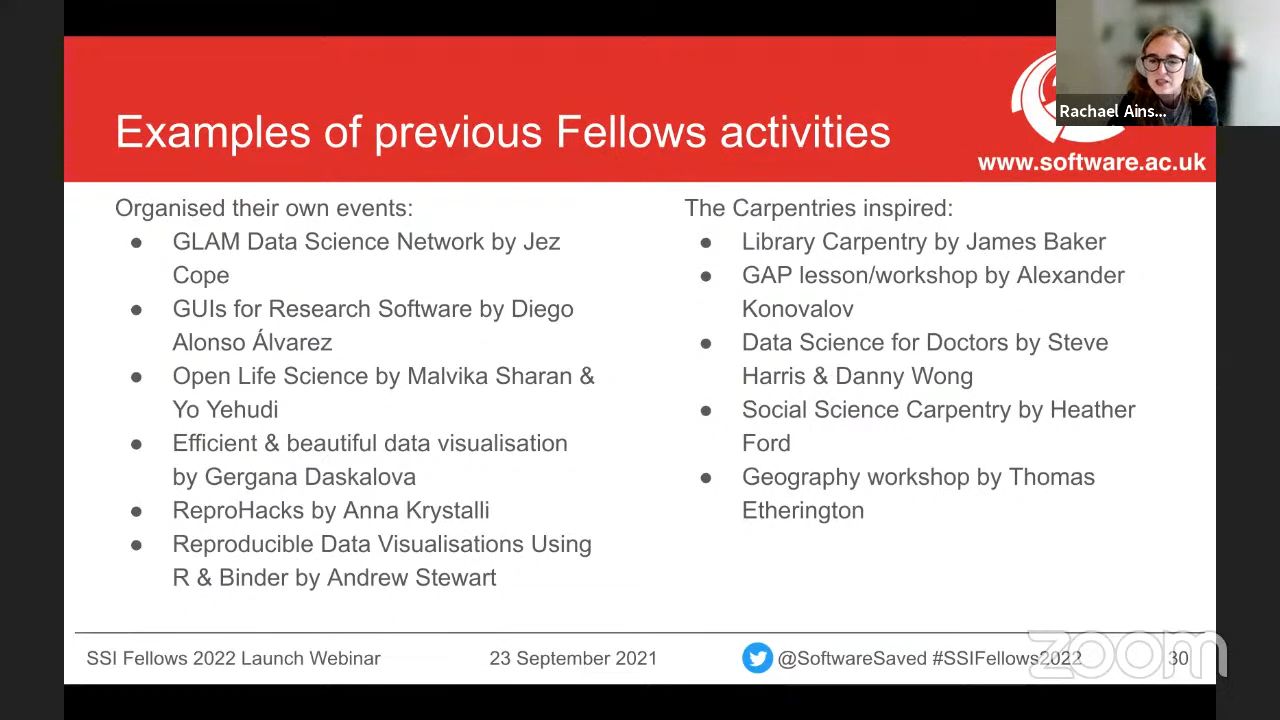 Rachael Ains...
Examples of previous Fellows activities
www.software.ac.uk
Organised their own events:
● GLAM Data Science Network by Jez
Cope
● GUIs for Research Software by Diego
Alonso Álvarez
● Open Life Science by Malvika Sharan &
Yo Yehudi
● Efficient & beautiful data visualisation
by Gergana Daskalova
● ReproHacks by Anna Krystalli
● Reproducible Data Visualisations Using
R & Binder by Andrew Stewart
The Carpentries inspired:
● Library Carpentry by James Baker
● GAP lesson/workshop by Alexander
Konovalov
● Data Science for Doctors by Steve
Harris & Danny Wong
● Social Science Carpentry by Heather
Ford
● Geography workshop by Thomas
Etherington
SSI Fellows 2022 Launch Webinar
23 September 2021
@SoftwareSaved #SSIFellows2022
30
zoom